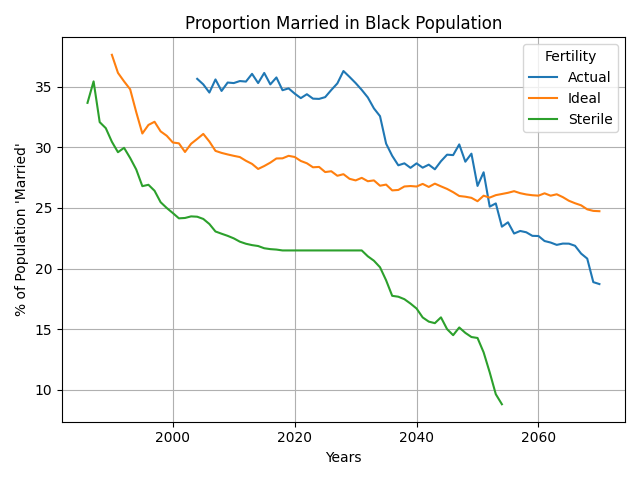 Proportion Married in Black Population
% of Population 'Married'
35
30
25
20
15
10
Fertility
Actual
Ideal
Sterile
2000 2020 2040 2060
Years